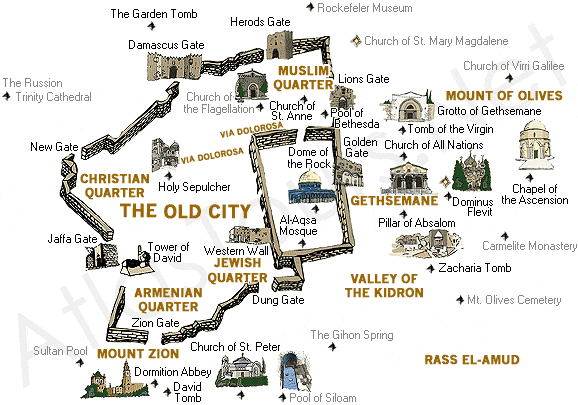 Rockefeler Museum
The Garden Tomb
Herods Gate
Damascus Gate
Church of St. Mary Magdalene
MUSLIM
QUARTER
Lions Gate
Church of Virri Galilee
The Russion
Trinity Cathedral
Church of
the Flagellation
Church of
St. Anne
Pool of
Bethesda
MOUNT OF OLIVES
Grotto of Gethsemane
Tomb of the Virgin
VIA DOLOROSA
VIA DOLOROSA
New Gate
Dome of
the Rock
Golden
Gate
Church of All Nations
CHRISTIAN
QUARTER
Holy Sepulcher
GETHSEMANE
Dominus
Flevit
Chapel of
the Ascension
THE OLD CITY
Al-Aqsa
Mosque
Pillar of Absalom
Jaffa Gate
Tower of
David
Western Wall
Carmelite Monastery
JEWISH
QUARTER
Zacharia Tomb
VALLEY OF
THE KIDRON
ARMENIAN
QUARTER
Dung Gate
Mt. Olives Cemetery
Zion Gate
The Gihon Spring
Sultan Pool
MOUNT ZION
Church of St. Peter
RASS EL-AMUD
Dormition Abbey
David
Tomb
Pool of Siloam